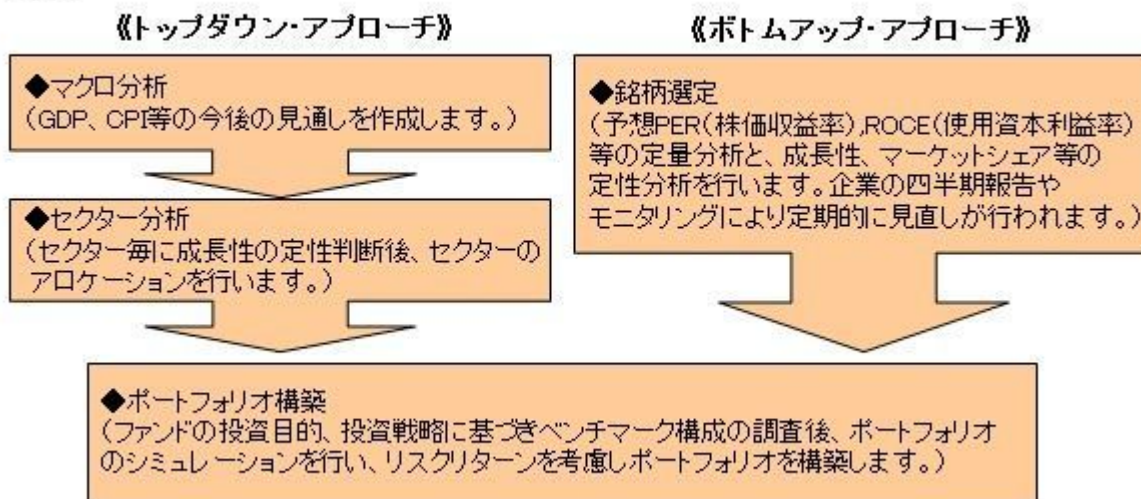 《トップダウン・アプローチ》
◆マクロ分析
(GDP、CPI等の今後の見通しを作成します。)
◆セクター分析
(セクター毎に成長性の定性判断後、セクターの
アロケーションを行います。)
《ボトムアップ・アプローチ》
◆銘柄選定
(予想PER(株価収益率),ROCE(使用資本利益率)
等の定量分析と、成長性、マーケットシェア等の
定性分析を行います。企業の四半期報告や
モニタリングにより定期的に見直しが行われます。)
◆ポートフォリオ構築
(ファンドの投資目的、投資戦略に基づきベンチマーク構成の調査後、ポートフォリオ
のシミュレーションを行い、リスクリターンを考慮しポートフォリオを構築します。)